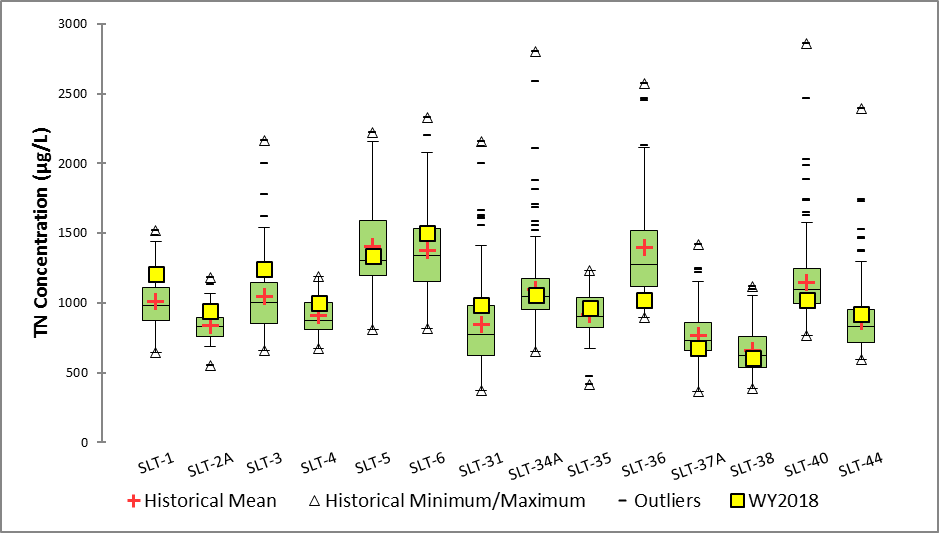 TN Concentration (µg/L)
3000
2500
2000
1500
1000
500
0
SLT-1 SLT-2A SLT-3 SLT-4 SLT-5 SLT-6 SLT-31 SLT-34A SLT-35 SLT-36 SLT-37A SLT-38 SLT-40 SLT-44
Historical Mean Historical Minimum/Maximum Outliers WY2018